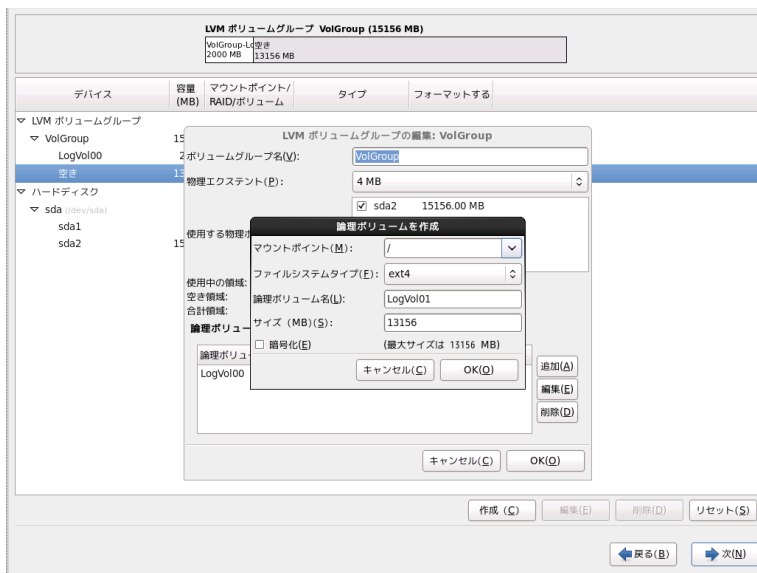 LVM ボリュームグループ VolGroup (15156 MB)
VolGroup-Lo 空き
2000 MB 13156 MB
デバイス 容量 (MB) マウントポイント/ RAID/ボリューム タイプ フォーマットする
LVM ボリュームグループ
VolGroup 15
LogVol00 2
空き 13
ハードディスク
sda (/dev/sda)
sda1
sda2 15
LVM ボリュームグループの編集: VolGroup
ボリュームグループ名(V): VolGroup
物理エクステント(P): 4 MB
sda2 15156.00 MB
使用する物理ボ
使用中の領域:
空き領域:
合計領域:
論理ボリュー
論理ボリュー
LogVol00
追加(A)
編集(E)
削除(D)
キャンセル(C) OK(O)
論理ボリュームを作成
マウントポイント(M): /
ファイルシステムタイプ(F): ext4
論理ボリューム名(L): LogVol01
サイズ (MB)(S): 13156
暗号化(E) (最大サイズは 13156 MB)
キャンセル(C) OK(O)
作成 (C) 編集(E) 削除(D) リセット(S)
戻る(B) 次(N)